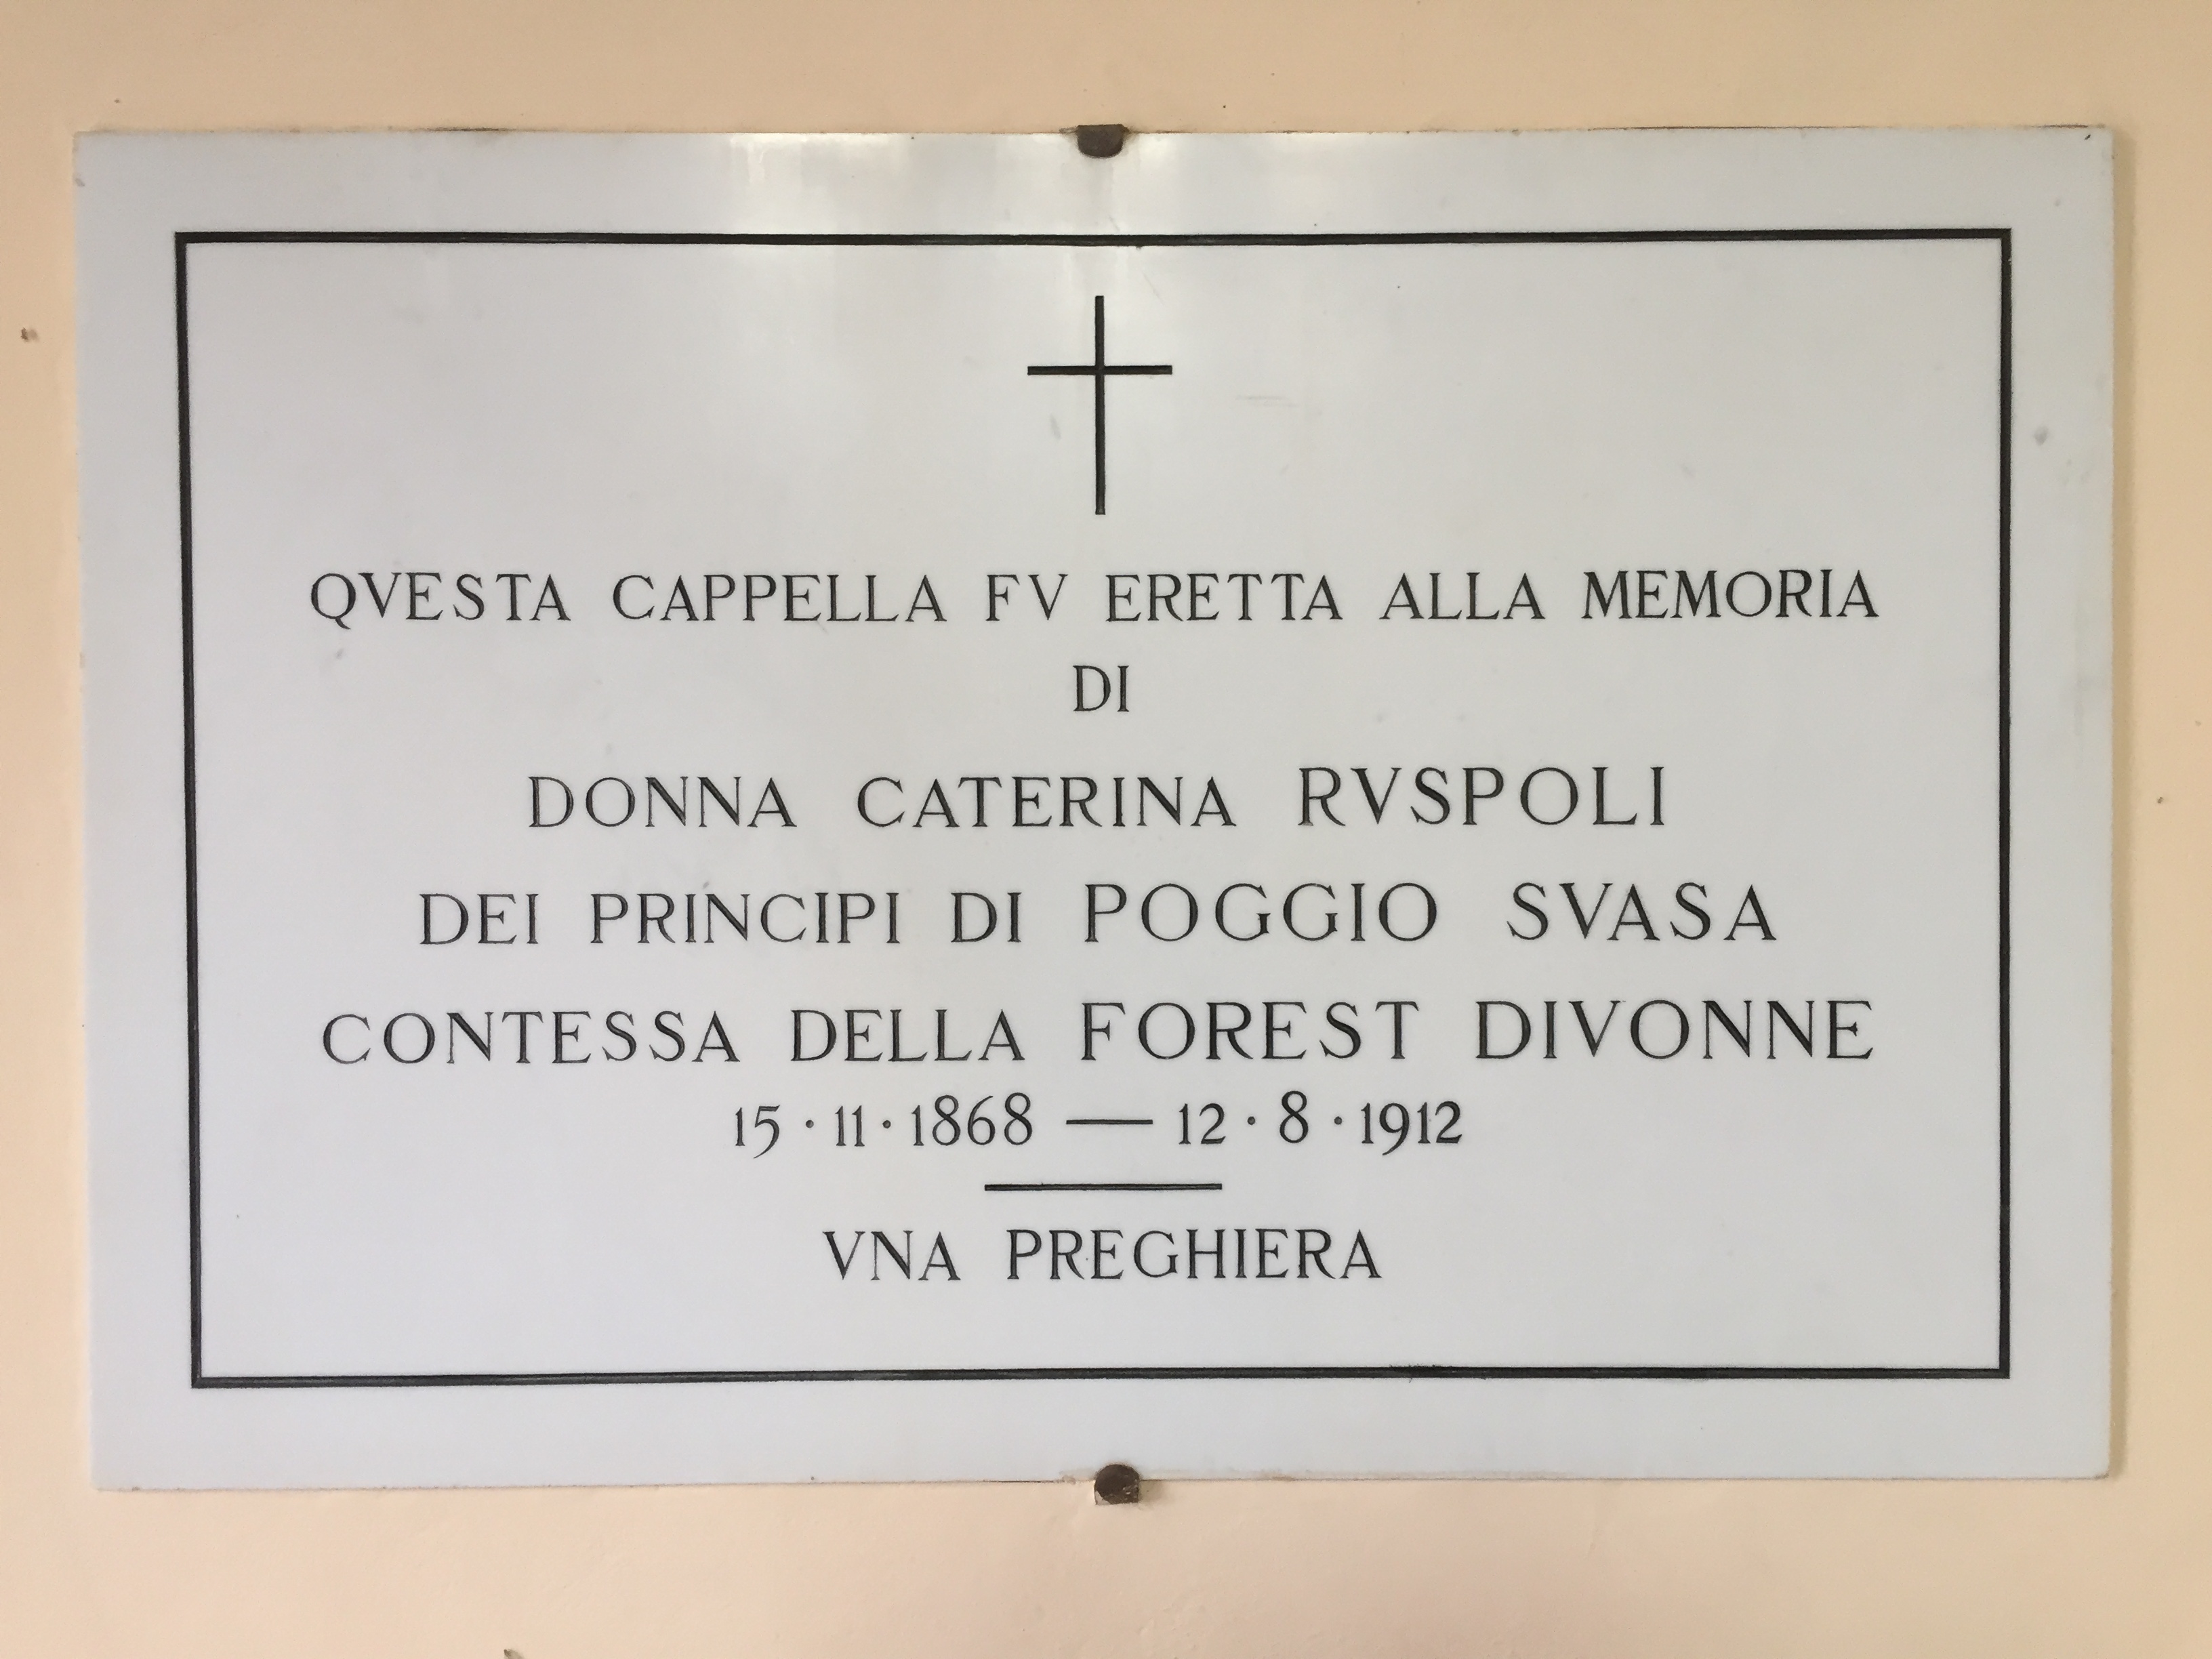 QVESTA CAPPELLA FV ERETTA ALLA MEMORIA
DI
DONNA CATERINA RVSPOLI
DEI PRINCIPI DI POGGIO SVASA
CONTESSA DELLA FOREST DIVONNE
15·11·1868 — 12·8·1912
VNA PREGHIERA